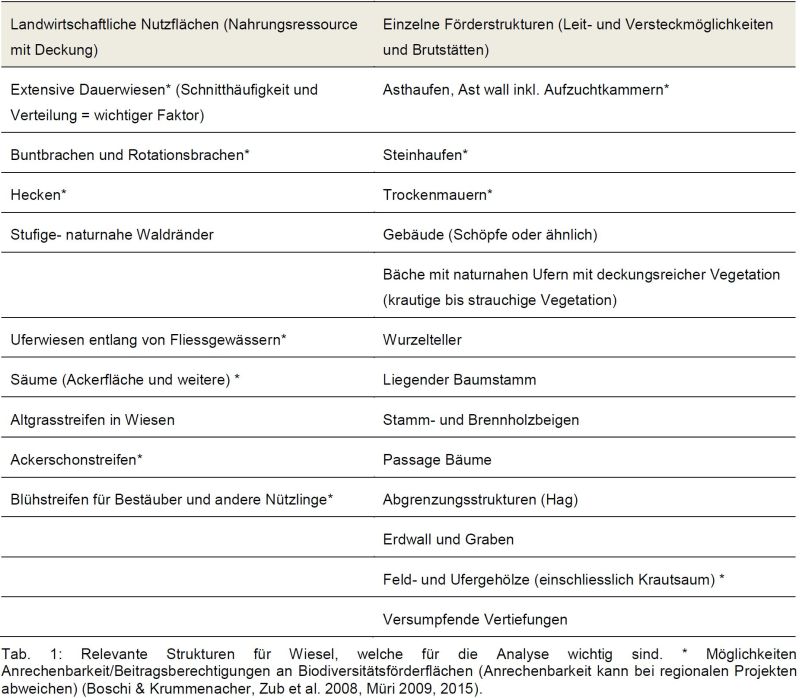 Landwirtschaftliche Nutzflächen (Nahrungsressource
mit Deckung)
Einzelne Förderstrukturen (Leit- und Versteckmöglichkeiten
und Brutstätten)
Extensive Dauerwiesen* (Schnitthäufigkeit und
Verteilung = wichtiger Faktor)
Asthaufen, Ast wall inkl. Aufzuchtkammern*
Buntbrachen und Rotationsbrachen*
Steinhaufen*
Hecken*
Trockenmauern*
Stufige- naturnahe Waldränder
Gebäude (Schöpfe oder ähnlich)
Bäche mit naturnahen Ufern mit deckungsreicher Vegetation
(krautige bis strauchige Vegetation)
Uferwiesen entlang von Fliessgewässern*
Wurzelteller
Säume (Ackerfläche und weitere) *
Liegender Baumstamm
Altgrasstreifen in Wiesen
Stamm- und Brennholzbeigen
Ackerschonstreifen*
Passage Bäume
Blühstreifen für Bestäuber und andere Nützlinge*
Abgrenzungsstrukturen (Hag)
Erdwall und Graben
Feld- und Ufergehölze (einschliesslich Krautsaum) *
Versumpfende Vertiefungen
Tab. 1: Relevante Strukturen für Wiesel, welche für die Analyse wichtig sind. * Möglichkeiten
Anrechenbarkeit/Beitragsberechtigungen an Biodiversitätsförderflächen (Anrechenbarkeit kann bei regionalen Projekten
abweichen) (Boschi & Krummenacher, Zub et al. 2008, Müri 2009, 2015).